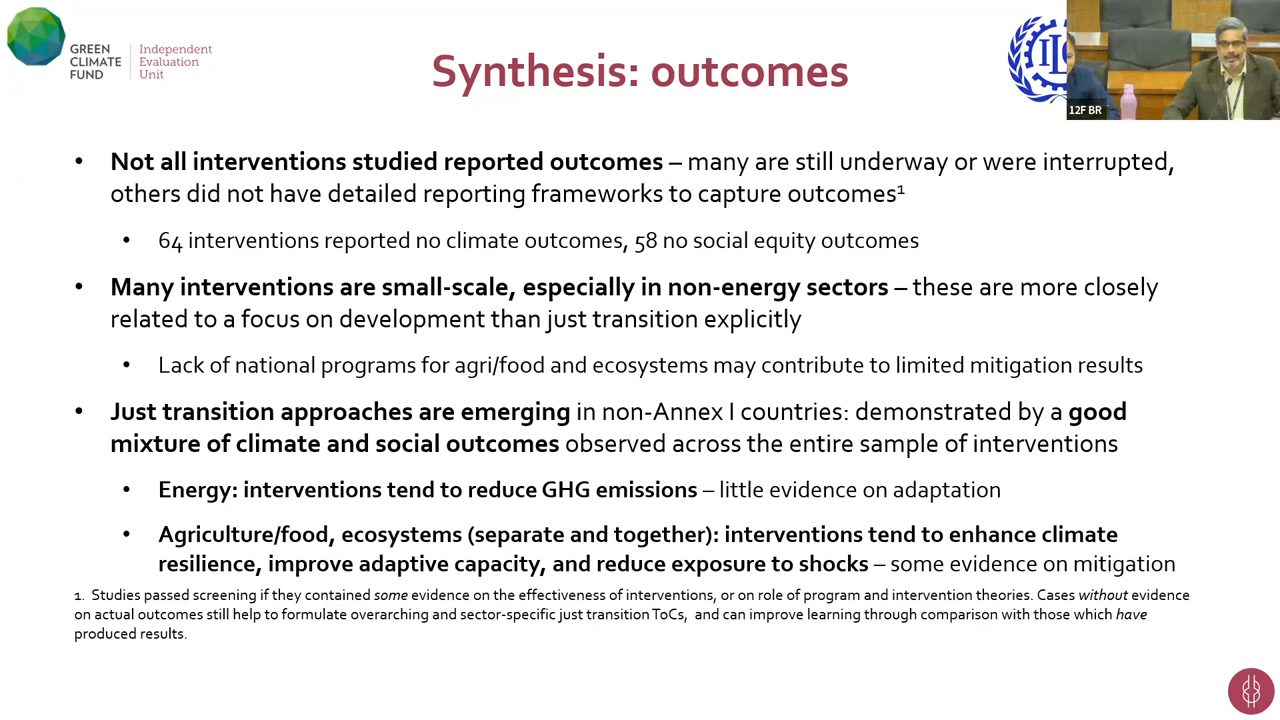 GREEN
CLIMATE
FUND
Independent
Evaluation
Unit
Synthesis: outcomes
12F BR
• Not all interventions studied reported outcomes – many are still underway or were interrupted,
others did not have detailed reporting frameworks to capture outcomes¹
• 64 interventions reported no climate outcomes, 58 no social equity outcomes
• Many interventions are small-scale, especially in non-energy sectors – these are more closely
related to a focus on development than just transition explicitly
• Lack of national programs for agri/food and ecosystems may contribute to limited mitigation results
• Just transition approaches are emerging in non-Annex I countries: demonstrated by a good
mixture of climate and social outcomes observed across the entire sample of interventions
• Energy: interventions tend to reduce GHG emissions – little evidence on adaptation
• Agriculture/food, ecosystems (separate and together): interventions tend to enhance climate
resilience, improve adaptive capacity, and reduce exposure to shocks – some evidence on mitigation
1. Studies passed screening if they contained some evidence on the effectiveness of interventions, or on role of program and intervention theories. Cases without evidence
on actual outcomes still help to formulate overarching and sector-specific just transition ToCs, and can improve learning through comparison with those which have
produced results.